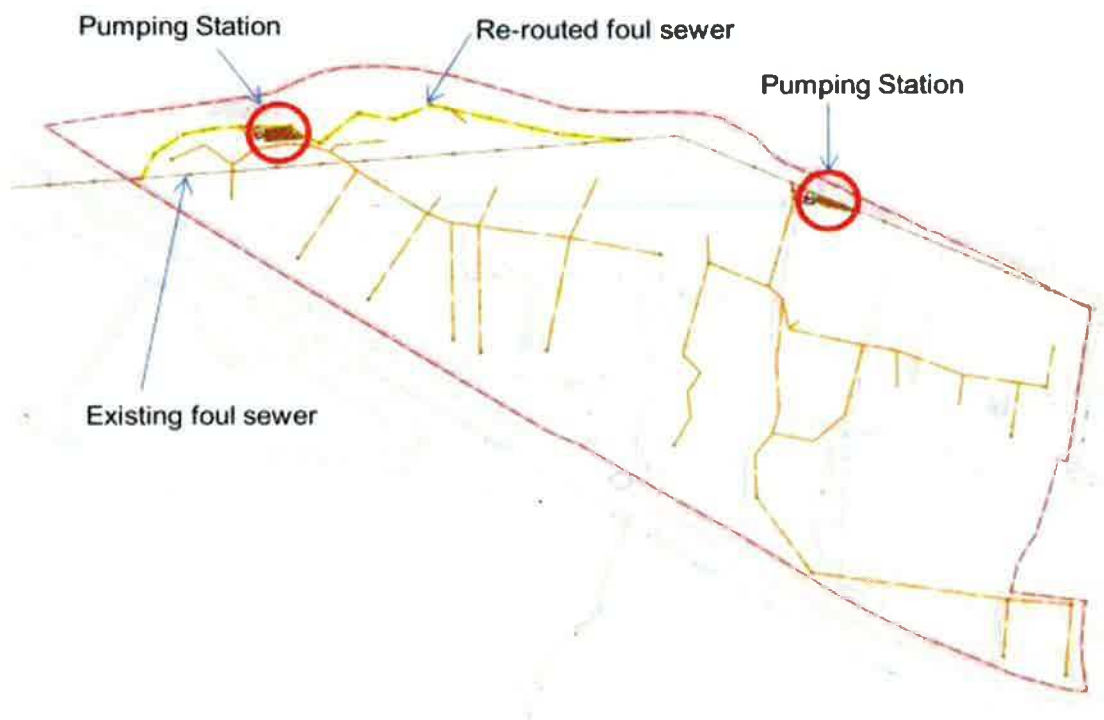 Pumping Station
Re-routed foul sewer
Pumping Station
Existing foul sewer